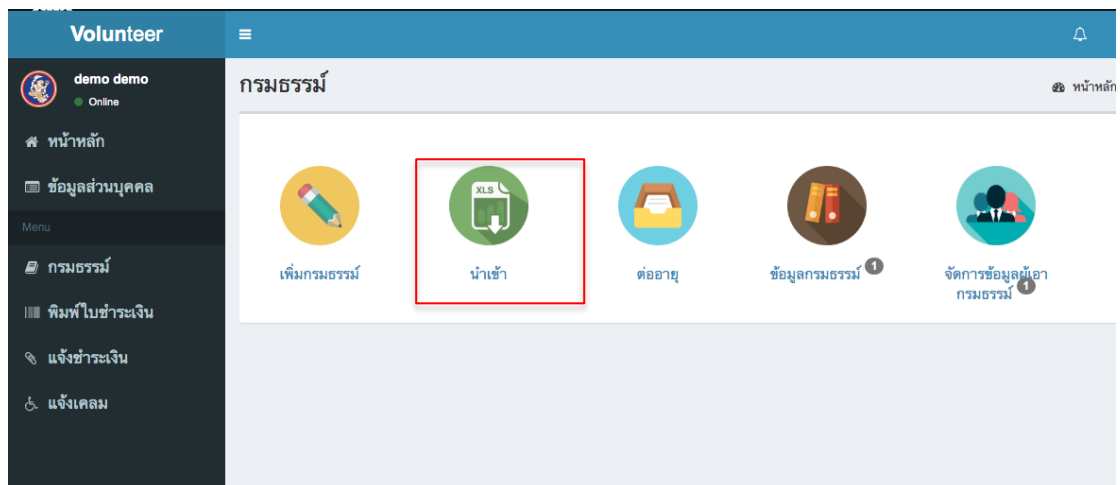 Volunteer
demo demo
Online
หน้าหลัก
ข้อมูลส่วนบุคคล
Menu
กรมธรรม์
พิมพ์ใบชำระเงิน
แจ้งชำระเงิน
แจ้งเคลม
กรมธรรม์
หน้าหลัก
XLS
เพิ่มกรมธรรม์
นำเข้า
ต่ออายุ
ข้อมูลกรมธรรม์ 1
จัดการข้อมูลผู้เอา
กรมธรรม์ 1